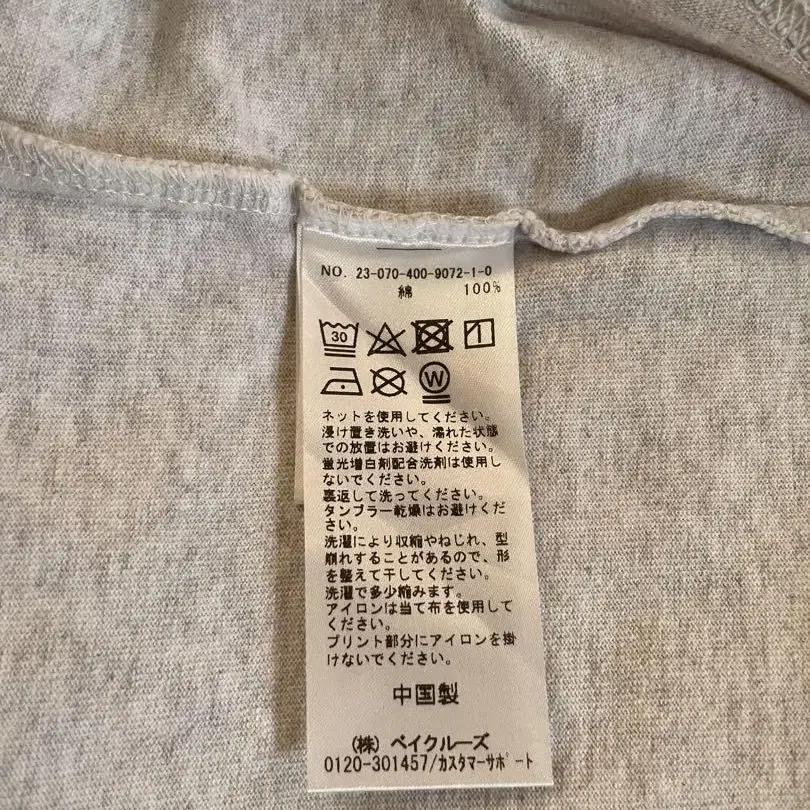 NO. 23-070-400-9072-1-0
綿 100%
30
W
ネットを使用してください。
浸け置き洗いや、濡れた状態
での放置はお避けください。
蛍光増白剤配合洗剤は使用し
ないでください。
裏返して洗ってください。
タンブラー乾燥はお避けくだ
さい。
洗濯により収縮やねじれ、型
崩れすることがあるので、形
を整えて干してください。
洗濯で多少縮みます。
アイロンは当て布を使用して
ください。
プリント部分にアイロンを掛
けないでください。
中国製
(株) ベイクルーズ
0120-301457/カスタマーサポート